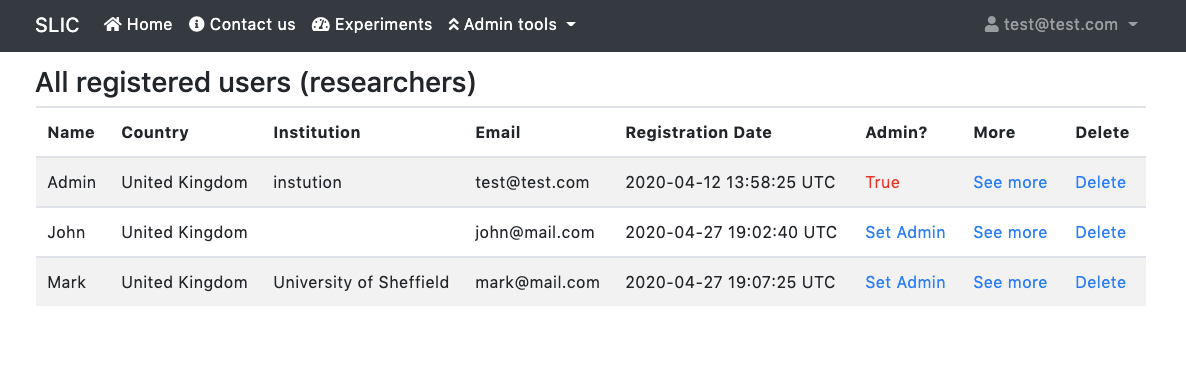 SLIC Home Contact us Experiments Admin tools test@test.com
All registered users (researchers)
Name Country Institution Email Registration Date Admin? More Delete
Admin United Kingdom instution test@test.com 2020-04-12 13:58:25 UTC True See more Delete
John United Kingdom john@mail.com 2020-04-27 19:02:40 UTC Set Admin See more Delete
Mark United Kingdom University of Sheffield mark@mail.com 2020-04-27 19:07:25 UTC Set Admin See more Delete